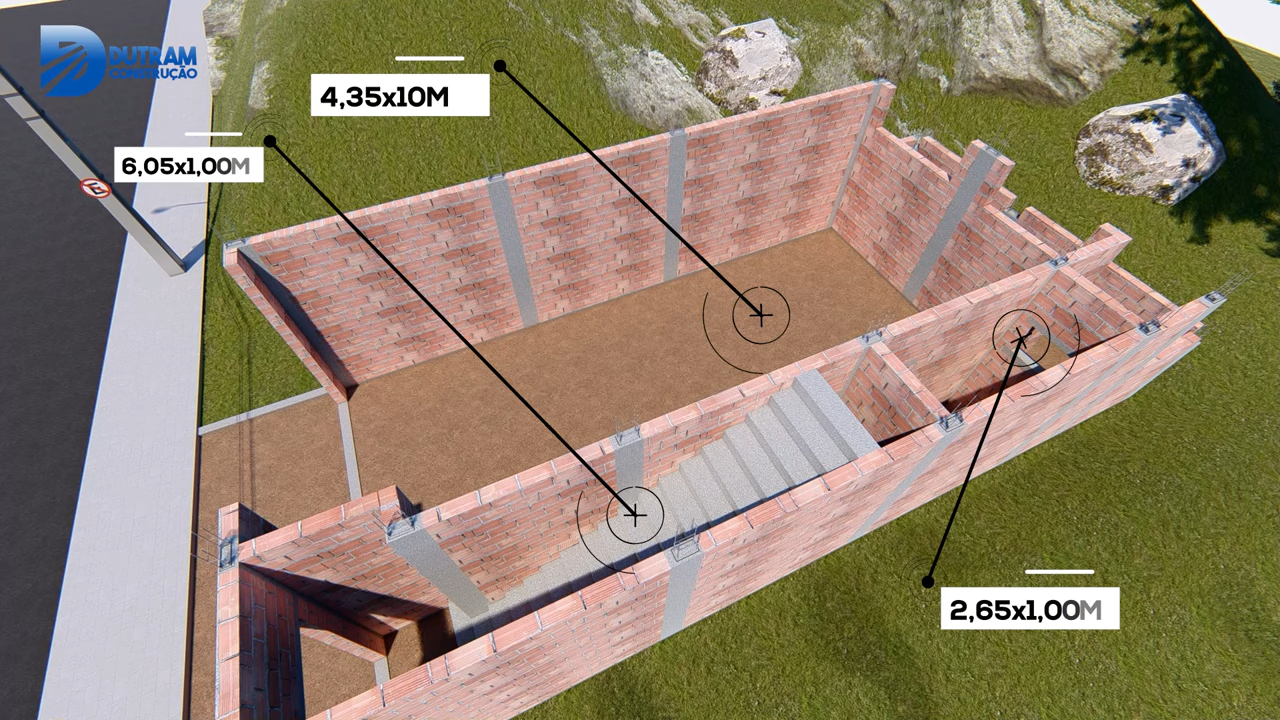 DUTRAM
CONSTRUÇÃO
4,35x10M
6,05x1,00M
2,65x1,00M